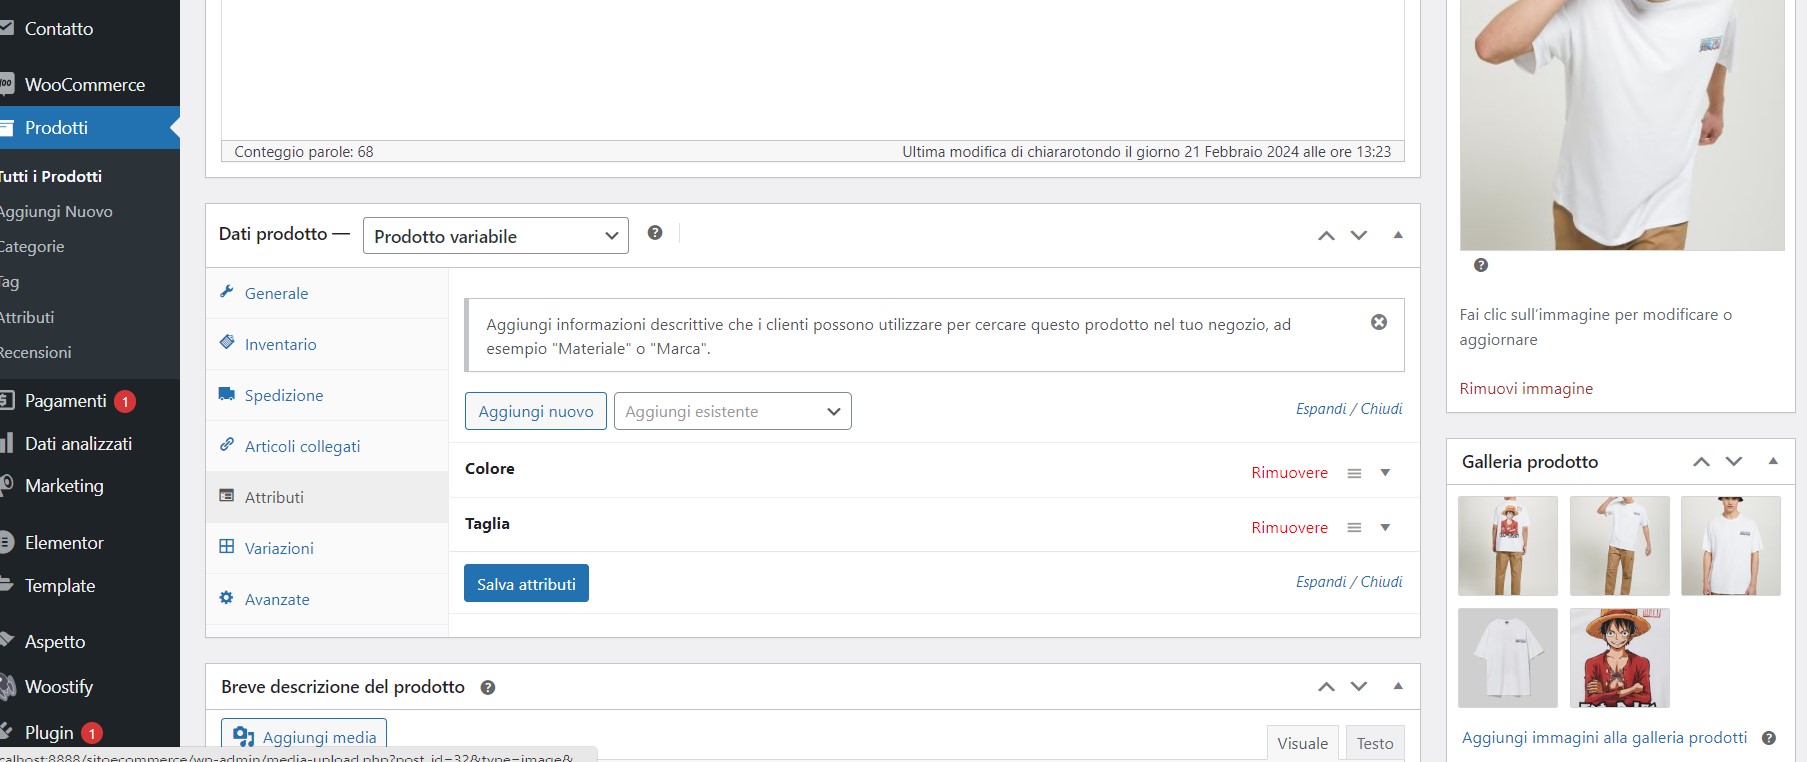 Contatto
WooCommerce
Prodotti
Tutti i Prodotti
Aggiungi Nuovo
Categorie
Tag
Attributi
Recensioni
Pagamenti 1
Dati analizzati
Marketing
Elementor
Template
Aspetto
Woostify
Plugin 1
Conteggio parole: 68
Ultima modifica di chiararotondo il giorno 21 Febbraio 2024 alle ore 13:23
Dati prodotto —
Prodotto variabile
Generale
Inventario
Spedizione
Articoli collegati
Attributi
Variazioni
Avanzate
Aggiungi informazioni descrittive che i clienti possono utilizzare per cercare questo prodotto nel tuo negozio, ad
esempio "Materiale" o "Marca".
Aggiungi nuovo
Aggiungi esistente
Espandi / Chiudi
Colore
Rimuovere
Taglia
Rimuovere
Salva attributi
Espandi / Chiudi
Breve descrizione del prodotto
Aggiungi media
Visuale
Testo
calhost:8888/sitoecommerce/wp-admin/media-upload.php?post_id=32&type=image&
Fai clic sull'immagine per modificare o
aggiornare
Rimuovi immagine
Galleria prodotto
Aggiungi immagini alla galleria prodotti